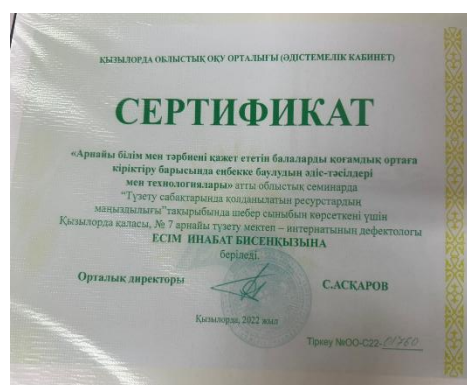 ҚЫЗЫЛОРДА ОБЛЫСТЫҚ ОҚУ ОРТАЛЫҒЫ (ӘДІСТЕМЕЛІК КАБИНЕТ)
СЕРТИФИКАТ
«Арнайы білім мен тәрбиені қажет ететін балаларды қоғамдық ортаға
кіріктіру барысында еңбекке баулудың әдіс-тәсілдері
мен технологиялары» атты облыстық семинарда
"Түзету сабақтарында қолданылатын ресурстардың
маңыздылығы" тақырыбында шебер сыныбын көрсеткені үшін
Қызылорда қаласы, № 7 арнайы түзету мектеп – интернатының дефектологы
ЕСІМ ИНАБАТ БИСЕНҚЫЗЫНА
беріледі.
Орталық директоры С.АСҚАРОВ
Қызылорда, 2022 жыл
Тіркеу №ОО-С22-01760